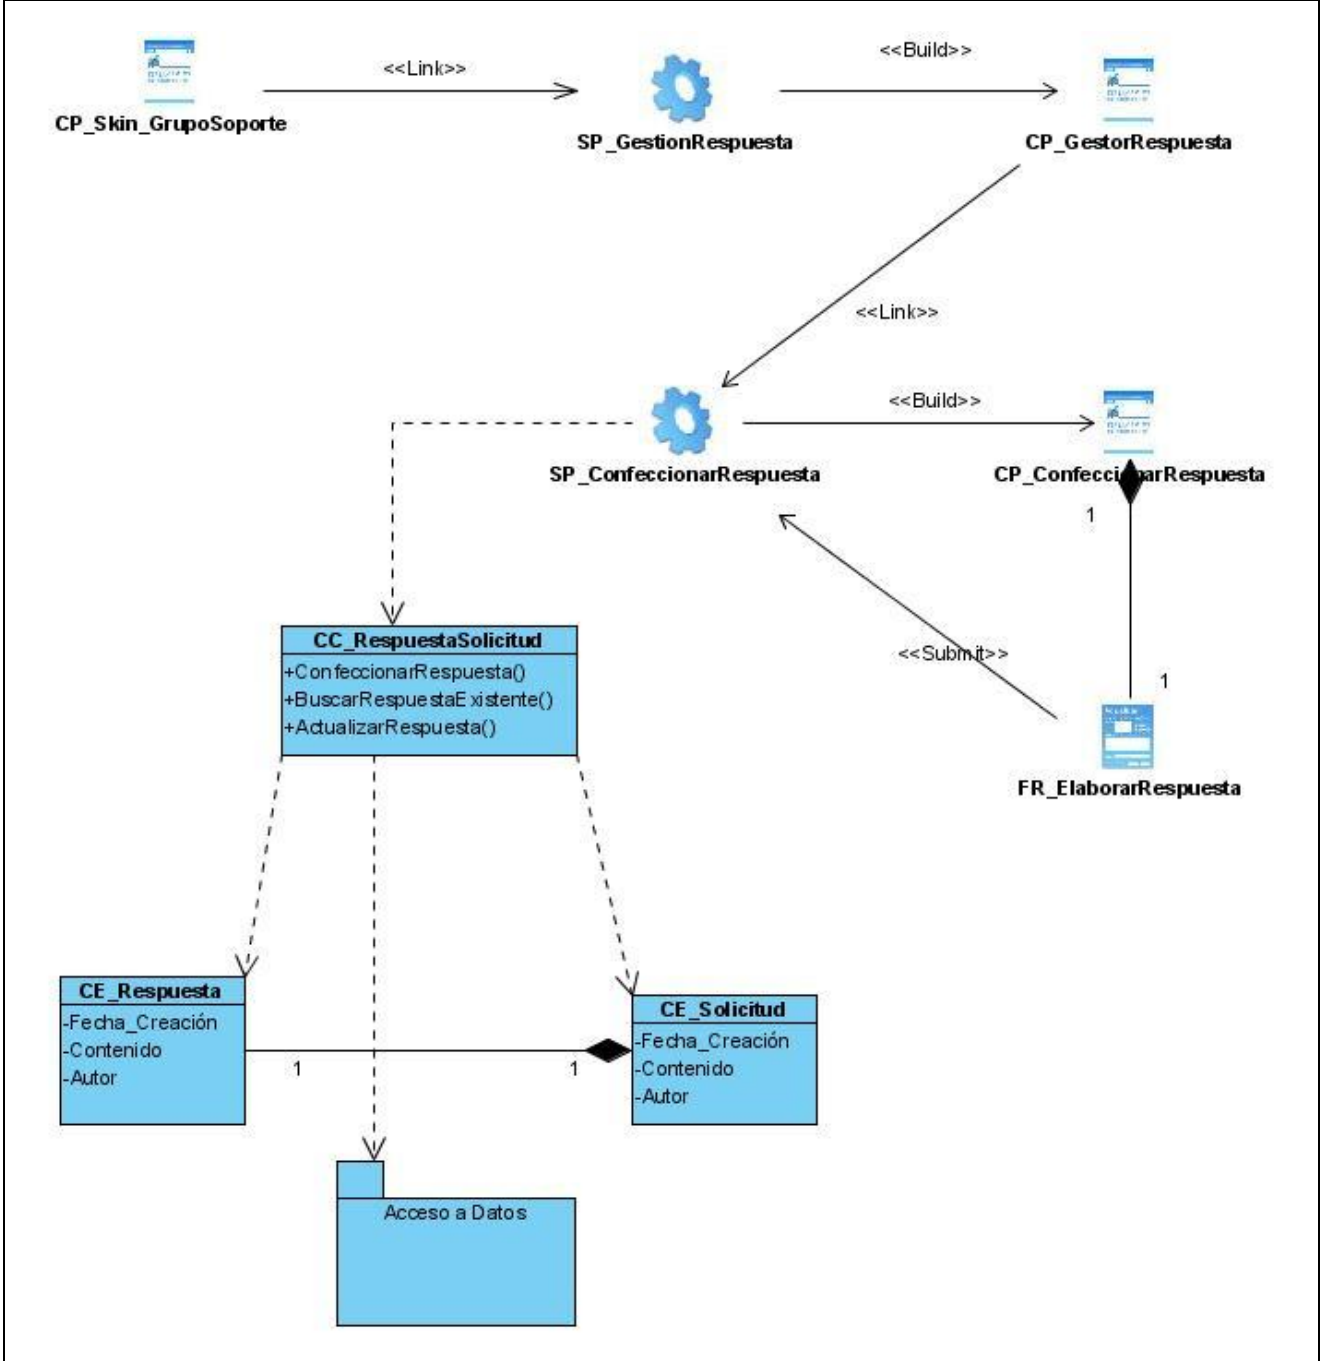 <<Link>>
<<Build>>
CP_Skin_GrupoSoporte
SP_GestionRespuesta
CP_GestorRespuesta
<<Link>>
<<Build>>
SP_ConfeccionarRespuesta
CP_ConfeccionarRespuesta
1
<<Submit>>
1
FR_ElaborarRespuesta
CC_RespuestaSolicitud
+ConfeccionarRespuesta()
+BuscarRespuestaExistente()
+ActualizarRespuesta()
CE_Respuesta
-Fecha_Creación
-Contenido
-Autor
1
1
CE_Solicitud
-Fecha_Creación
-Contenido
-Autor
Acceso a Datos